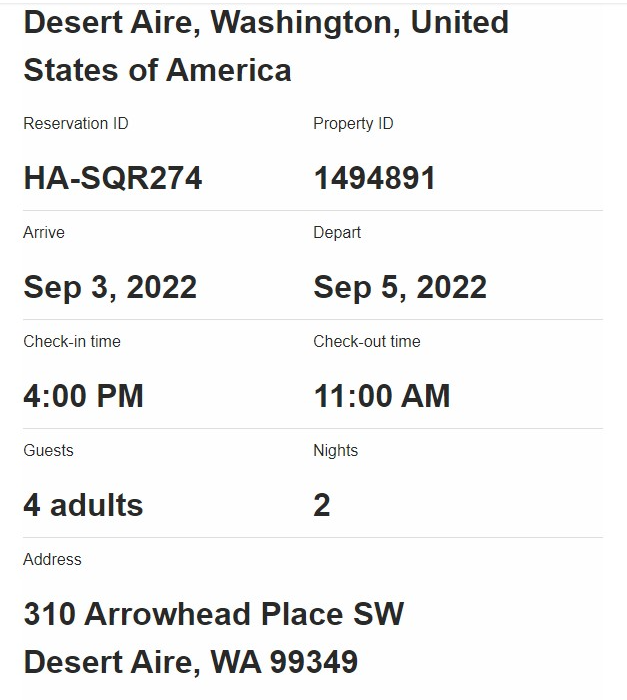 Desert Aire, Washington, United
States of America
Reservation ID
Property ID
HA-SQR274
1494891
Arrive
Depart
Sep 3, 2022
Sep 5, 2022
Check-in time
Check-out time
4:00 PM
11:00 AM
Guests
Nights
4 adults
2
Address
310 Arrowhead Place SW
Desert Aire, WA 99349